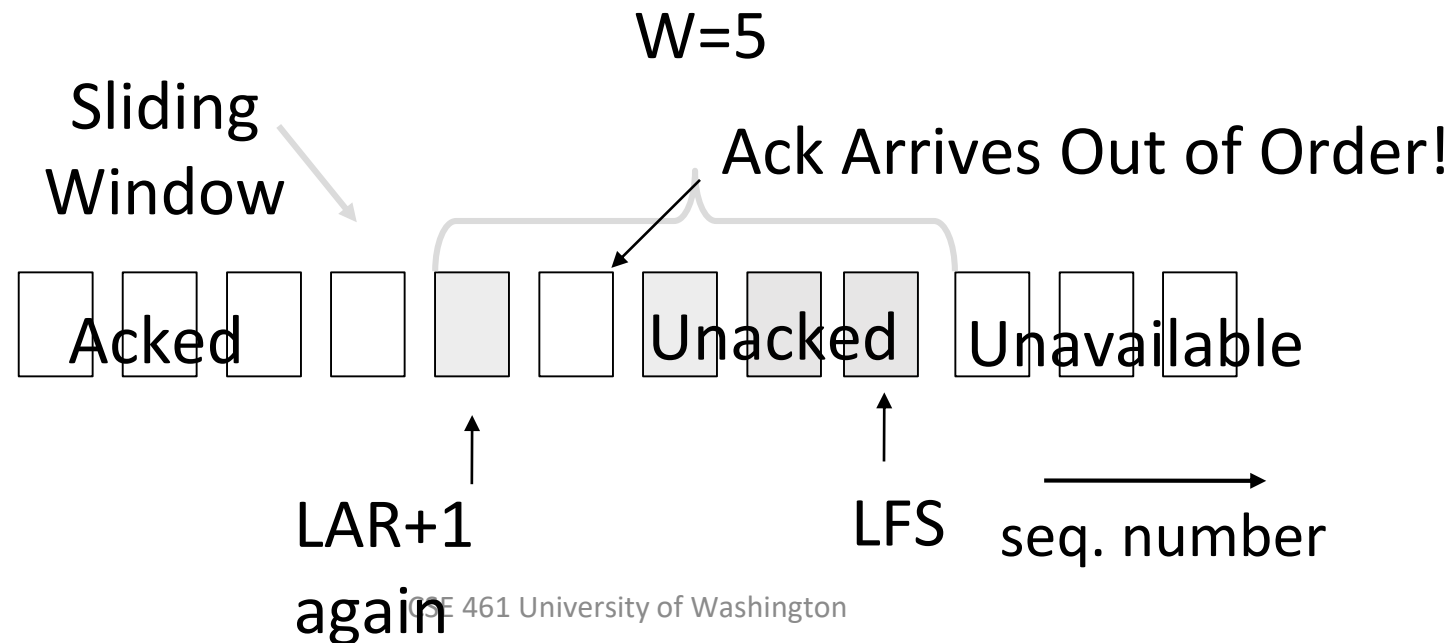 W=5
Sliding
Window
Ack Arrives Out of Order!
Acked
Unacked
Unavailable
LAR+1
again
LFS
seq. number
CSE 461 University of Washington